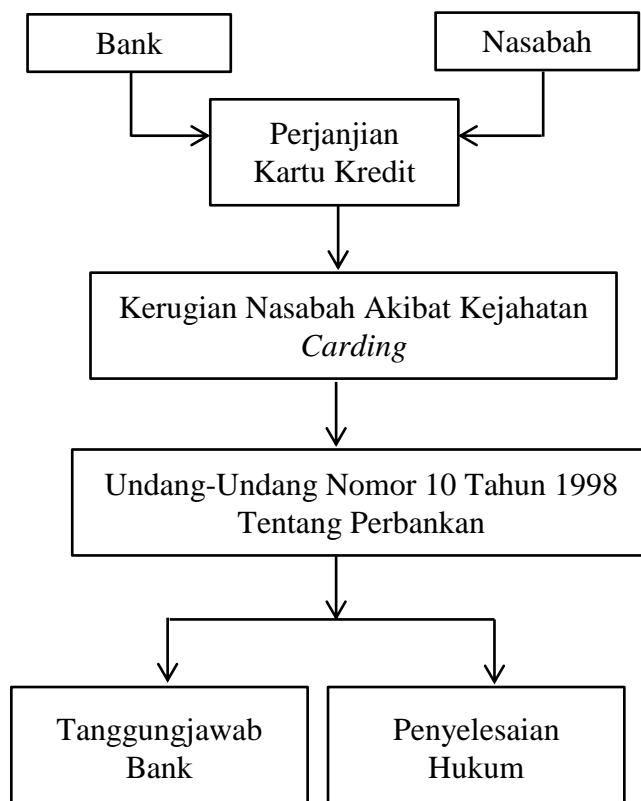 Bank
Nasabah
Perjanjian
Kartu Kredit
Kerugian Nasabah Akibat Kejahatan
Carding
Undang-Undang Nomor 10 Tahun 1998
Tentang Perbankan
Tanggungjawab
Bank
Penyelesaian
Hukum